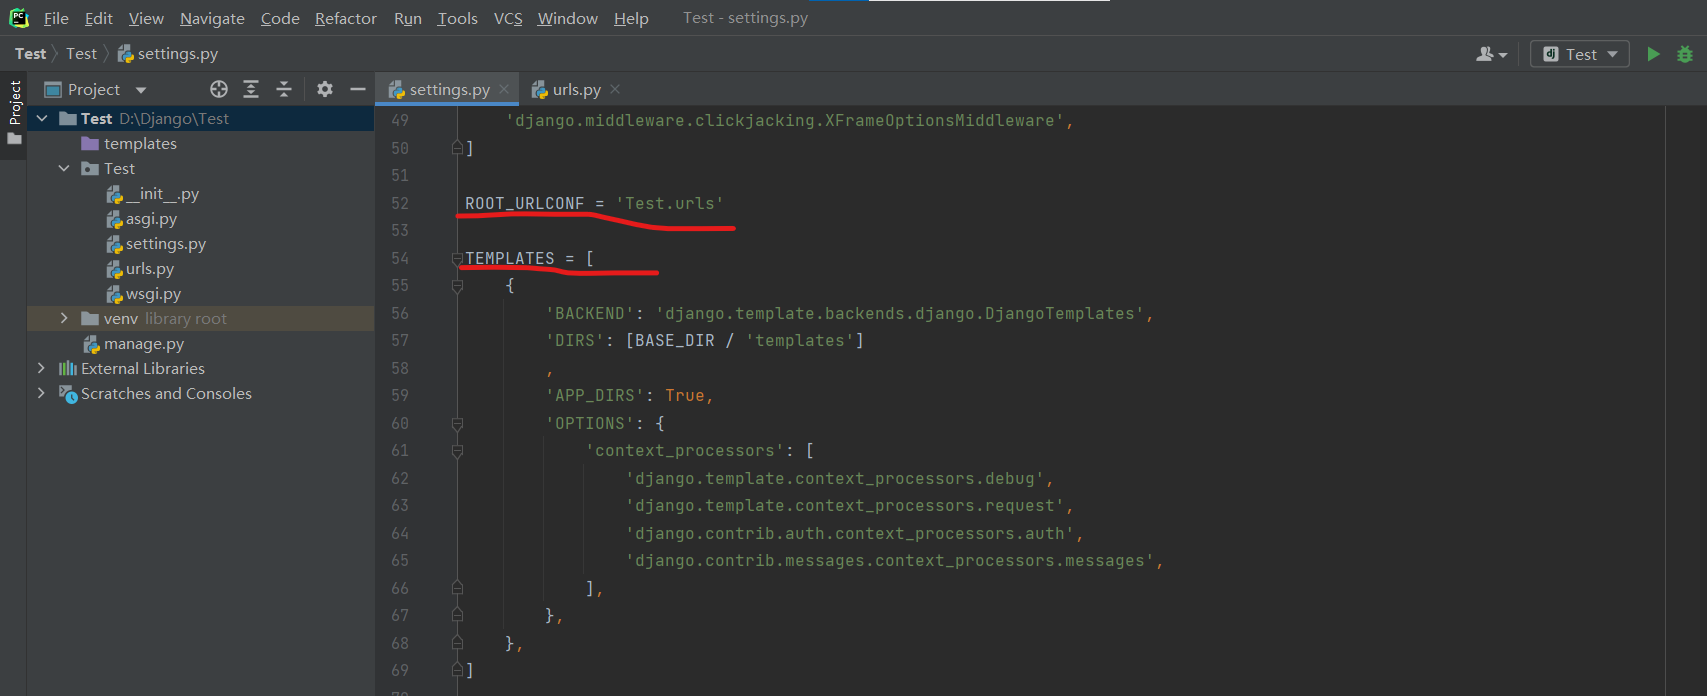 File Edit View Navigate Code Refactor Run Tools VCS Window Help Test - settings.py
Test Test settings.py Test
Project
Project settings.py urls.py
Test D:\Django\Test
templates
Test
__init__.py
asgi.py
settings.py
urls.py
wsgi.py
venv library root
manage.py
External Libraries
Scratches and Consoles
49 'django.middleware.clickjacking.XFrameOptionsMiddleware',
50 ]
51
52 ROOT_URLCONF = 'Test.urls'
53
54 TEMPLATES = [
55 {
56 'BACKEND': 'django.template.backends.django.DjangoTemplates',
57 'DIRS': [BASE_DIR / 'templates']
58 ,
59 'APP_DIRS': True,
60 'OPTIONS': {
61 'context_processors': [
62 'django.template.context_processors.debug',
63 'django.template.context_processors.request',
64 'django.contrib.auth.context_processors.auth',
65 'django.contrib.messages.context_processors.messages',
66 ],
67 },
68 },
69 ]